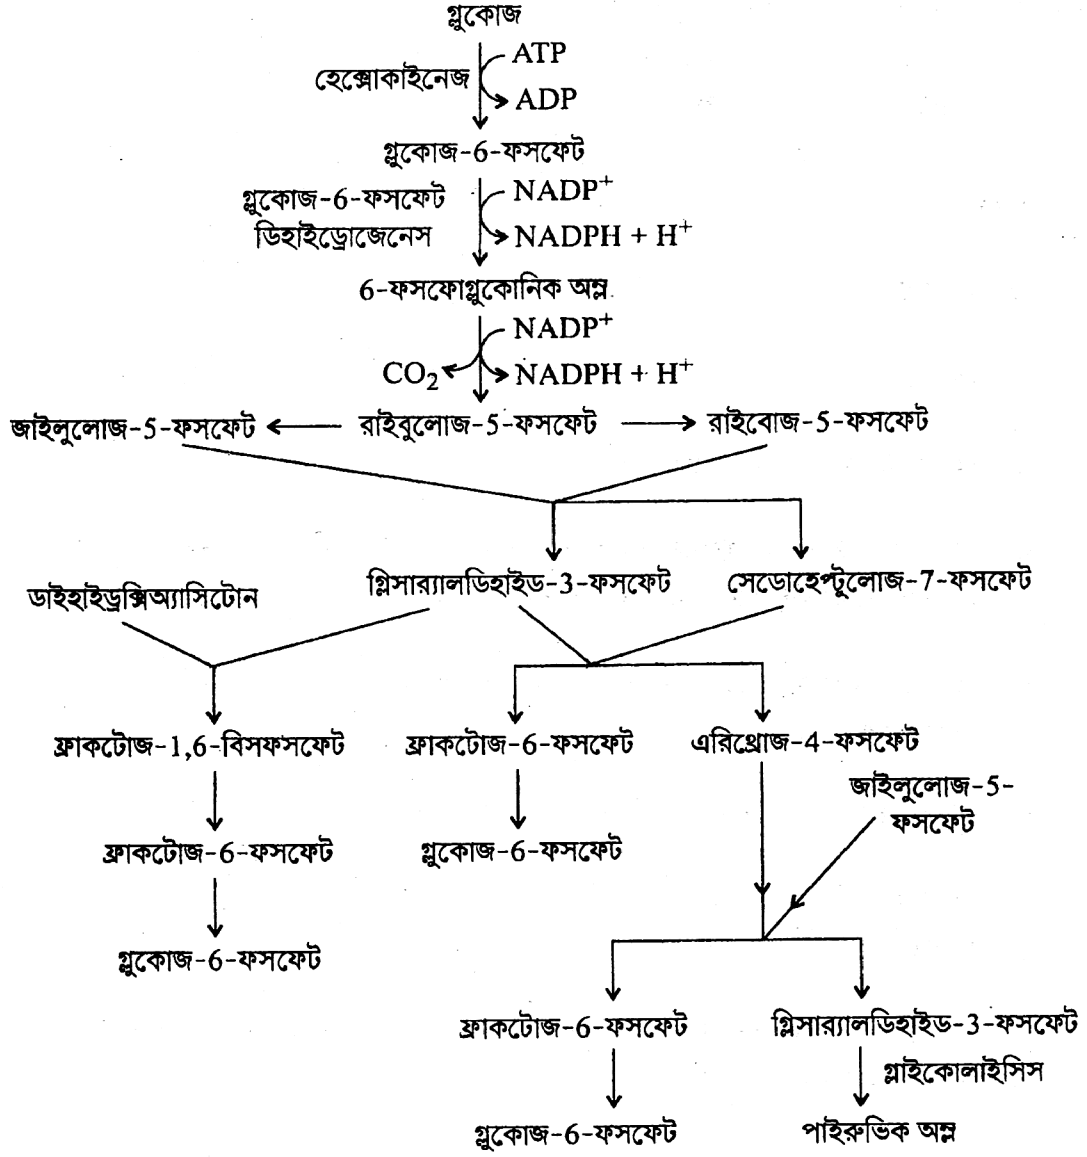 গ্লুকোজ
ATP
হেক্সোকাইনেজ
ADP
গ্লুকোজ-6-ফসফেট
গ্লুকোজ-6-ফসফেট
NADP⁺
ডিহাইড্রোজেনেস
NADPH + H⁺
6-ফসফোগ্লুকোনিক অম্ল
NADP⁺
CO₂
NADPH + H⁺
জাইলুলোজ-5-ফসফেট রাইবুলোজ-5-ফসফেট রাইবোজ-5-ফসফেট
ডাইহাইড্রক্সিঅ্যাসিটোন গ্লিসার‍্যালডিহাইড-3-ফসফেট সেডোহেপ্টুলোজ-7-ফসফেট
ফ্রাকটোজ-1,6-বিসফসফেট ফ্রাকটোজ-6-ফসফেট এরিথ্রোজ-4-ফসফেট
জাইলুলোজ-5-
ফসফেট
ফ্রাকটোজ-6-ফসফেট গ্লুকোজ-6-ফসফেট
গ্লুকোজ-6-ফসফেট
ফ্রাকটোজ-6-ফসফেট গ্লিসার‍্যালডিহাইড-3-ফসফেট
গ্লাইকোলাইসিস
গ্লুকোজ-6-ফসফেট পাইরুভিক অম্ল